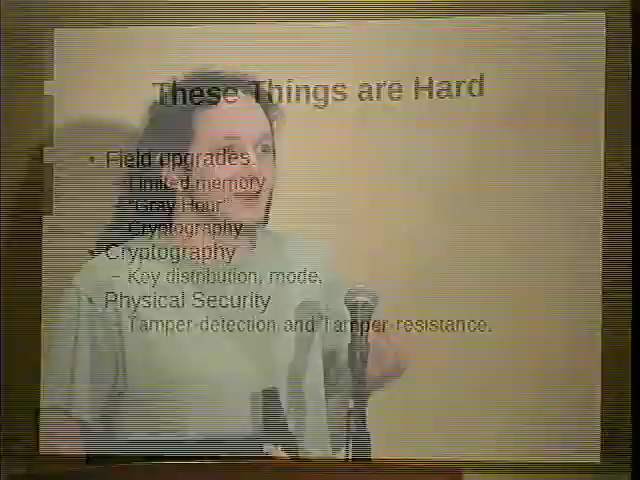 These Things are Hard
• Field upgrades.
– Limited memory
– "Gray Hour"
– Cryptography
• Cryptography
– Key distribution, mode.
Physical Security
Tamper-detection and Tamper-resistance.